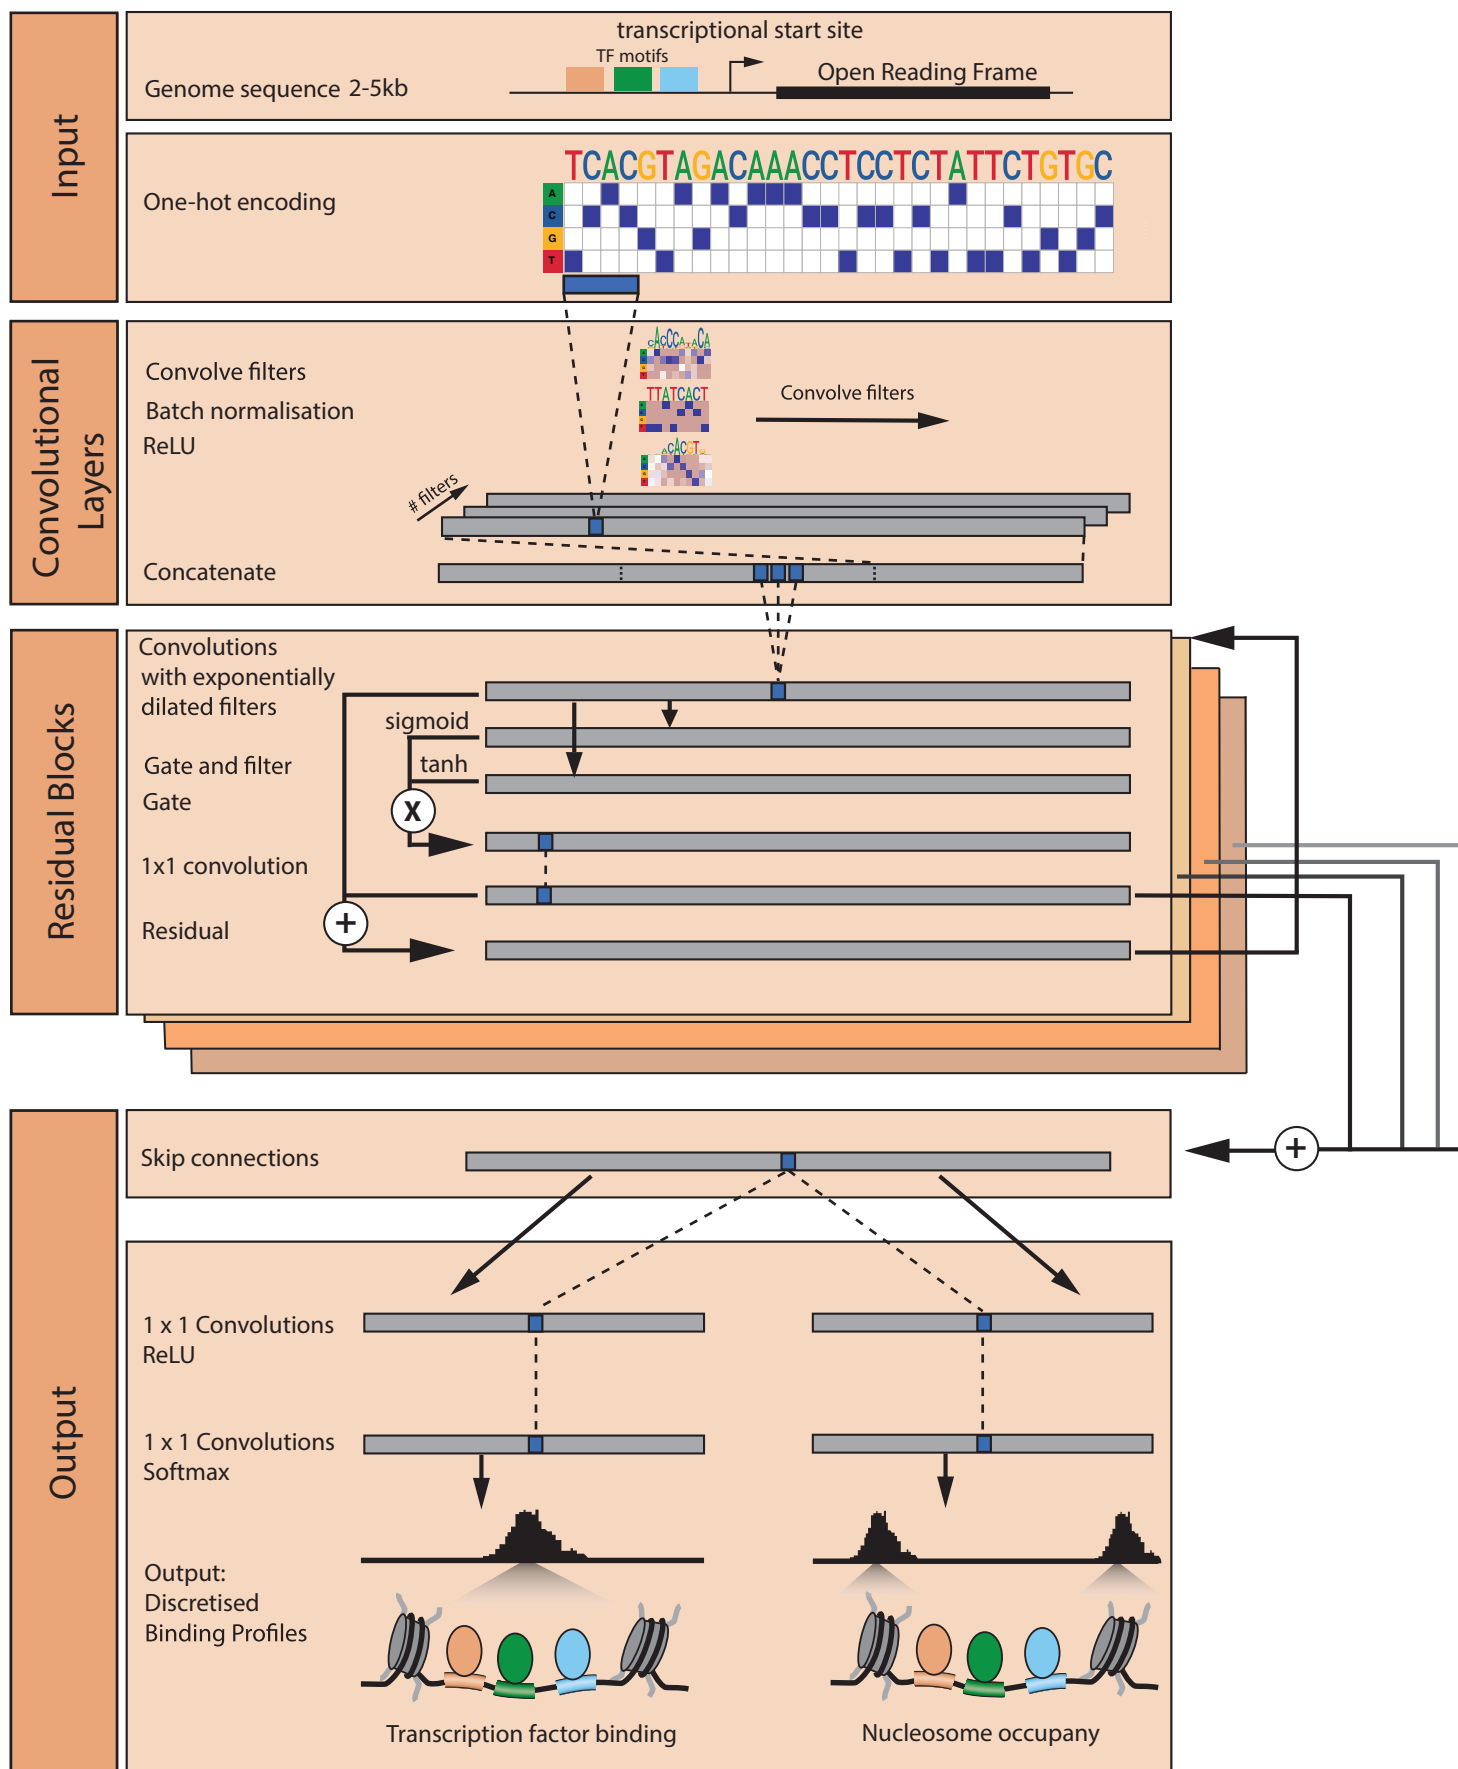 Input
transcriptional start site
TF motifs
Genome sequence 2-5kb
Open Reading Frame
TCACGTAGACAAACCTCCTCTATTCTGTGC
One-hot encoding
A
C
G
T
Convolutional
Layers
Convolve filters
Batch normalisation
ReLU
CACCCATACA
TTATCACT
ACACGTG
Convolve filters
# filters
Concatenate
Residual Blocks
Convolutions
with exponentially
dilated filters
sigmoid
tanh
Gate and filter
Gate
X
1x1 convolution
+
Residual
Output
Skip connections
+
1 x 1 Convolutions
ReLU
1 x 1 Convolutions
Softmax
Output:
Discretised
Binding Profiles
Transcription factor binding
Nucleosome occupany